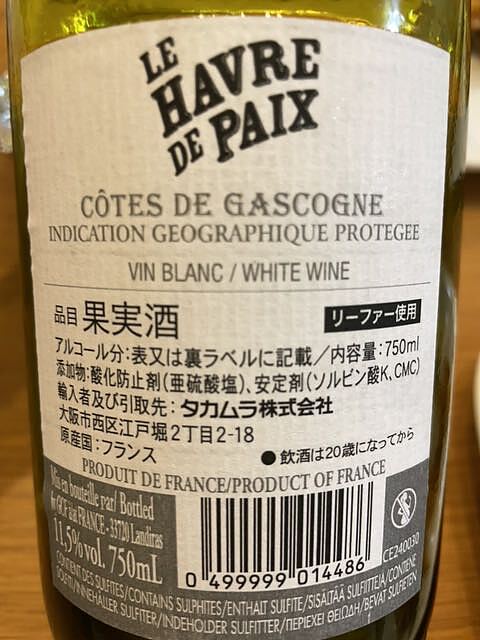 LE
HAVRE
DE PAIX
CÔTES DE GASCOGNE
INDICATION GEOGRAPHIQUE PROTEGEE
VIN BLANC / WHITE WINE
品目 果実酒 リーファー使用
アルコール分:表又は裏ラベルに記載/内容量:750ml
添加物:酸化防止剤(亜硫酸塩)、安定剤(ソルビン酸K、CMC)
輸入者及び引取先:タカムラ株式会社
大阪市西区江戸堀2丁目2-18
原産国:フランス
●飲酒は20歳になってから
PRODUIT DE FRANCE/PRODUCT OF FRANCE
Mis en bouteille par/ Bottled
for GCF à/at FRANCE - 33720 Landiras
11,5% vol. 750mL
0 499999 014486
CE240030
CONTIENT DES SULFITES/CONTAINS SULPHITES/ENTHALT SULFITE/SISÄLTÄÄ SULFIITTEJA/CONTIENE
/INNEHÅLLER SULFITER/INDEHOLDER SULFITTER/ΠΕΡΙΕΧΕΙ ΘΕΙΩΔΗ/BEVAT SULFIETEN